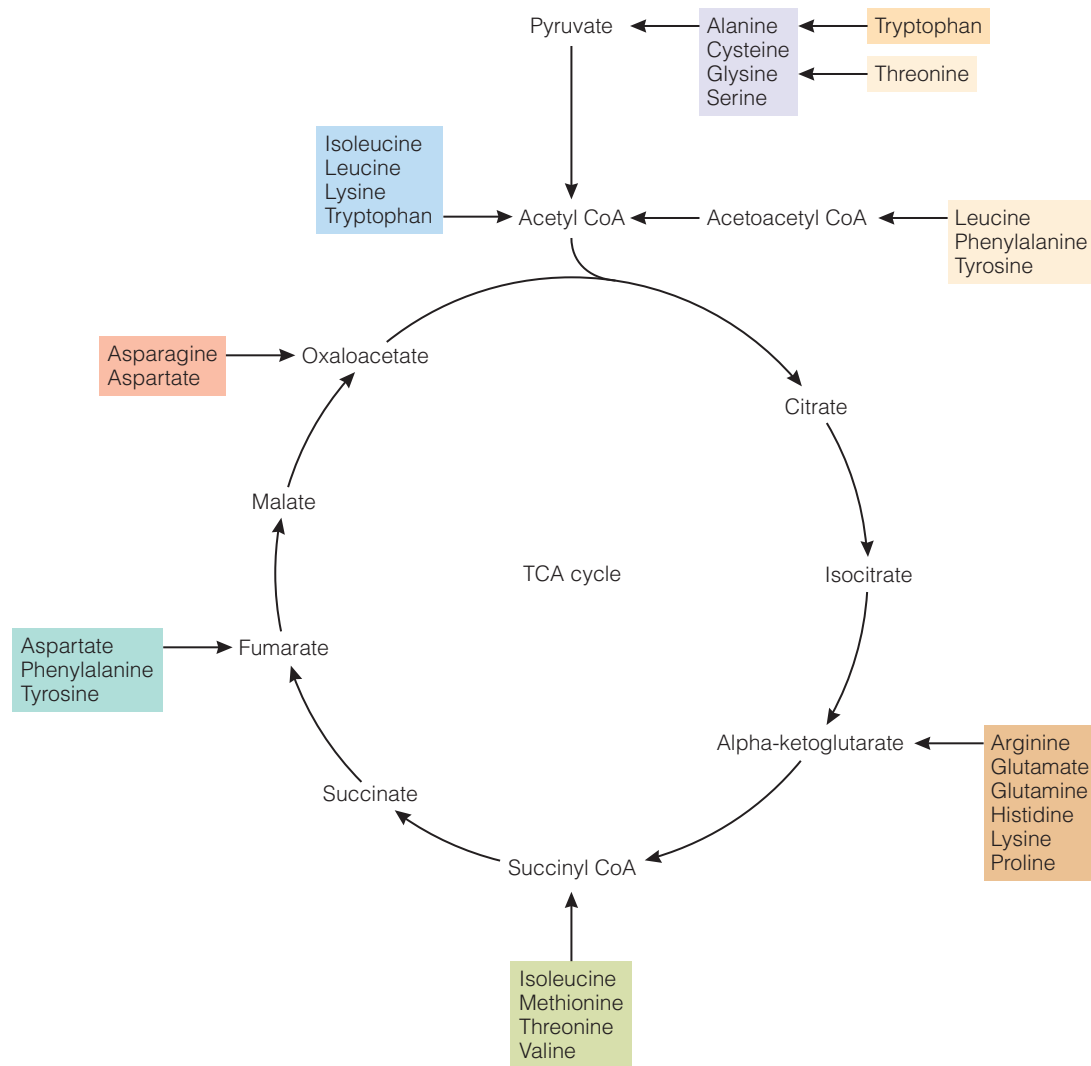 Pyruvate
Alanine
Cysteine
Glysine
Serine
Tryptophan
Threonine
Isoleucine
Leucine
Lysine
Tryptophan
Acetyl CoA
Acetoacetyl CoA
Leucine
Phenylalanine
Tyrosine
Asparagine
Aspartate
Oxaloacetate
Citrate
Malate
TCA cycle
Isocitrate
Aspartate
Phenylalanine
Tyrosine
Fumarate
Alpha-ketoglutarate
Arginine
Glutamate
Glutamine
Histidine
Lysine
Proline
Succinate
Succinyl CoA
Isoleucine
Methionine
Threonine
Valine